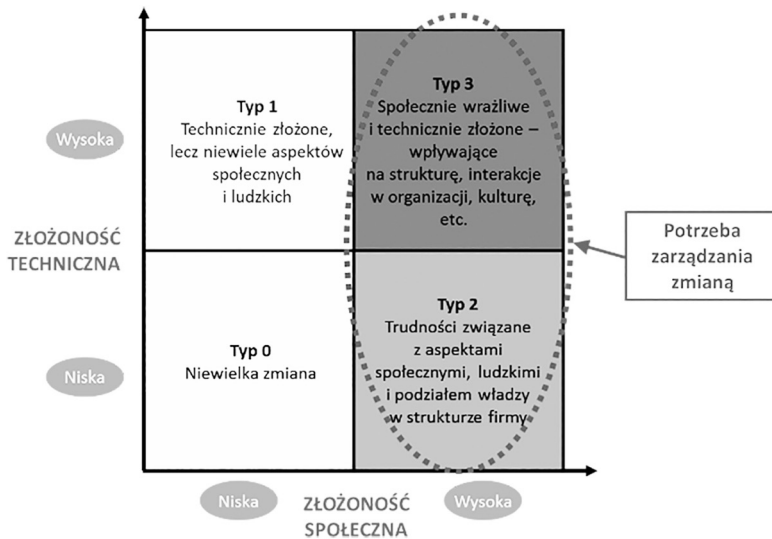 Typ 1
Technicznie złożone,
lecz niewiele aspektów
społecznych
i ludzkich
Typ 3
Społecznie wrażliwe
i technicznie złożone –
wpływające
na strukturę, interakcje
w organizacji, kulturę,
etc.
Wysoka
ZŁOŻONOŚĆ
TECHNICZNA
Potrzeba
zarządzania
zmianą
Typ 0
Niewielka zmiana
Typ 2
Trudności związane
z aspektami
społecznymi, ludzkimi
i podziałem władzy
w strukturze firmy
Niska
Niska
ZŁOŻONOŚĆ
SPOŁECZNA
Wysoka